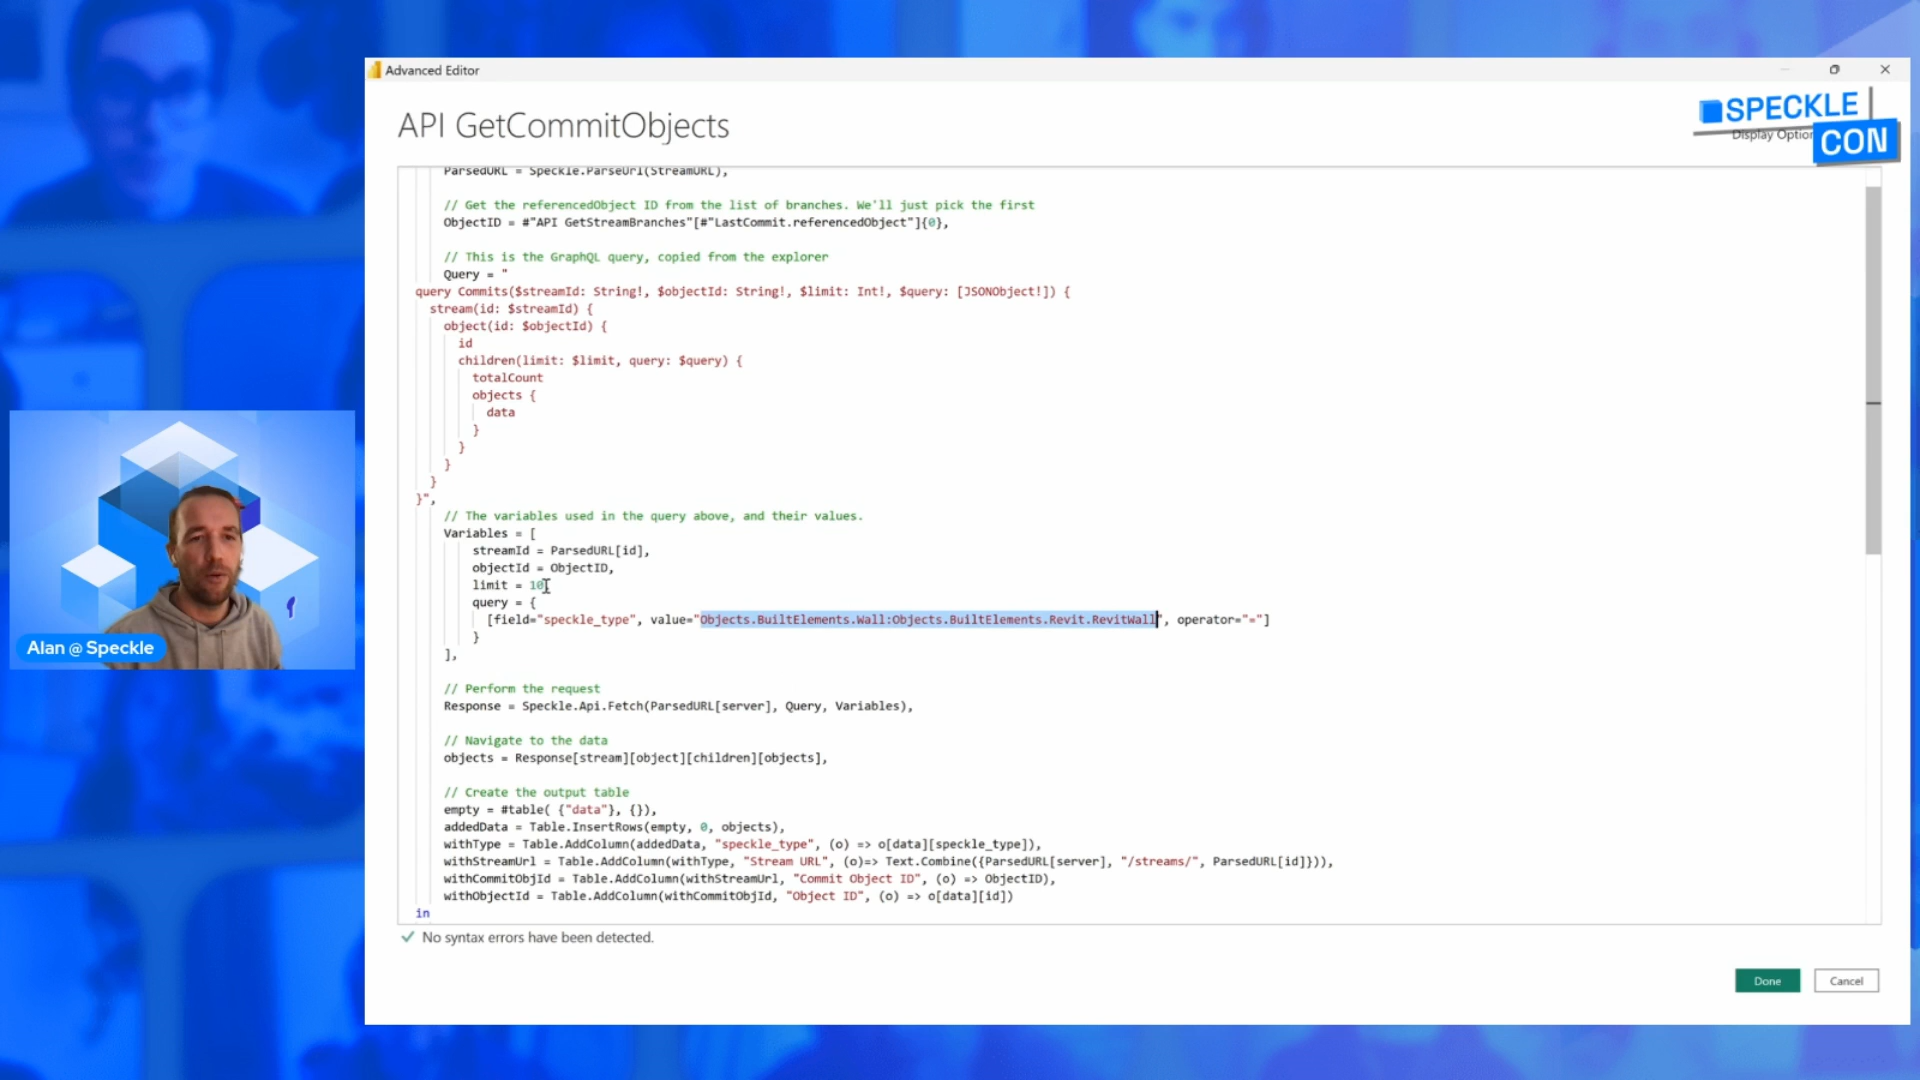 Advanced Editor
API GetCommitObjects
SPECKLE
CON
Display Optio
ParsedURL = Speckle.ParseUrl(StreamURL),
// Get the referencedObject ID from the list of branches. We'll just pick the first
ObjectID = #"API GetStreamBranches"[#"LastCommit.referencedObject"]{0},
// This is the GraphQL query, copied from the explorer
Query = "
query Commits($streamId: String!, $objectId: String!, $limit: Int!, $query: [JSONObject!]) {
stream(id: $streamId) {
object(id: $objectId) {
id
children(limit: $limit, query: $query) {
totalCount
objects {
data
}
}
}
}
}",
// The variables used in the query above, and their values.
Variables = [
streamId = ParsedURL[id],
objectId = ObjectID,
limit = 10
query = {
[field="speckle_type", value="Objects.BuiltElements.Wall:Objects.BuiltElements.Revit.RevitWall", operator="="]
}
],
// Perform the request
Response = Speckle.Api.Fetch(ParsedURL[server], Query, Variables),
// Navigate to the data
objects = Response[stream][object][children][objects],
// Create the output table
empty = #table( {"data"}, {}),
addedData = Table.InsertRows(empty, 0, objects),
withType = Table.AddColumn(addedData, "speckle_type", (o) => o[data][speckle_type]),
withStreamUrl = Table.AddColumn(withType, "Stream URL", (o)=> Text.Combine({ParsedURL[server], "/streams/", ParsedURL[id]})),
withCommitObjId = Table.AddColumn(withStreamUrl, "Commit Object ID", (o) => ObjectID),
withObjectId = Table.AddColumn(withCommitObjId, "Object ID", (o) => o[data][id])
in
No syntax errors have been detected.
Done
Cancel
Alan @ Speckle